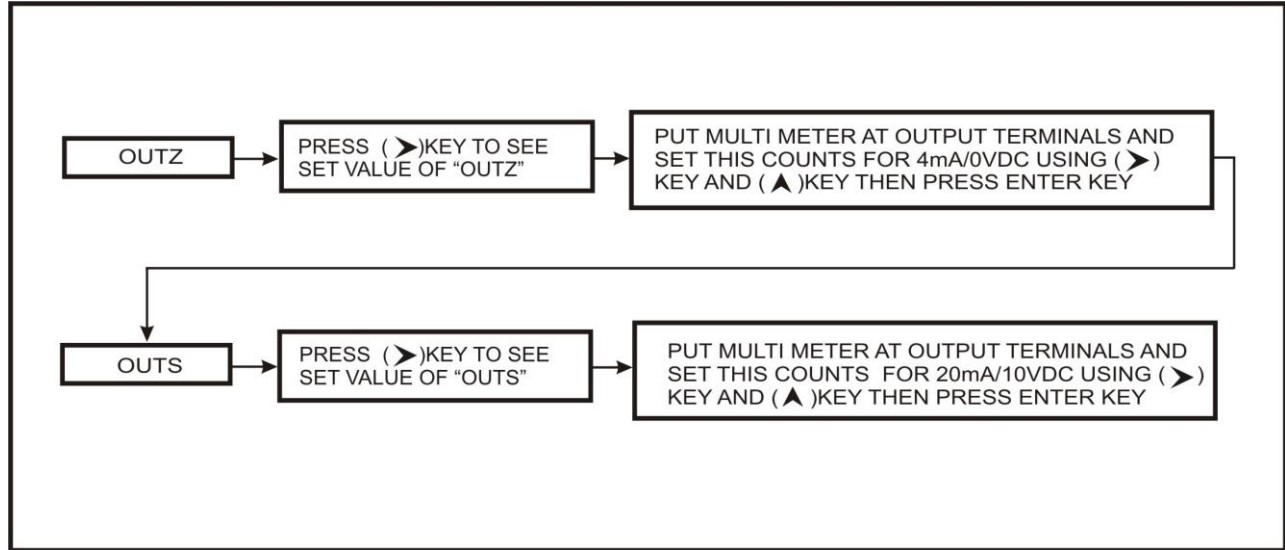 OUTZ
PRESS (➤)KEY TO SEE
SET VALUE OF "OUTZ"
PUT MULTI METER AT OUTPUT TERMINALS AND
SET THIS COUNTS FOR 4mA/0VDC USING (➤)
KEY AND (⮝)KEY THEN PRESS ENTER KEY
OUTS
PRESS (➤)KEY TO SEE
SET VALUE OF "OUTS"
PUT MULTI METER AT OUTPUT TERMINALS AND
SET THIS COUNTS FOR 20mA/10VDC USING (➤)
KEY AND (⮝)KEY THEN PRESS ENTER KEY